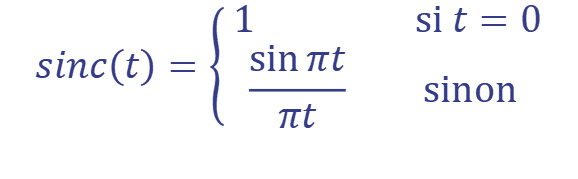 sinc(t) = { 1 si t = 0
sin πt / πt sinon